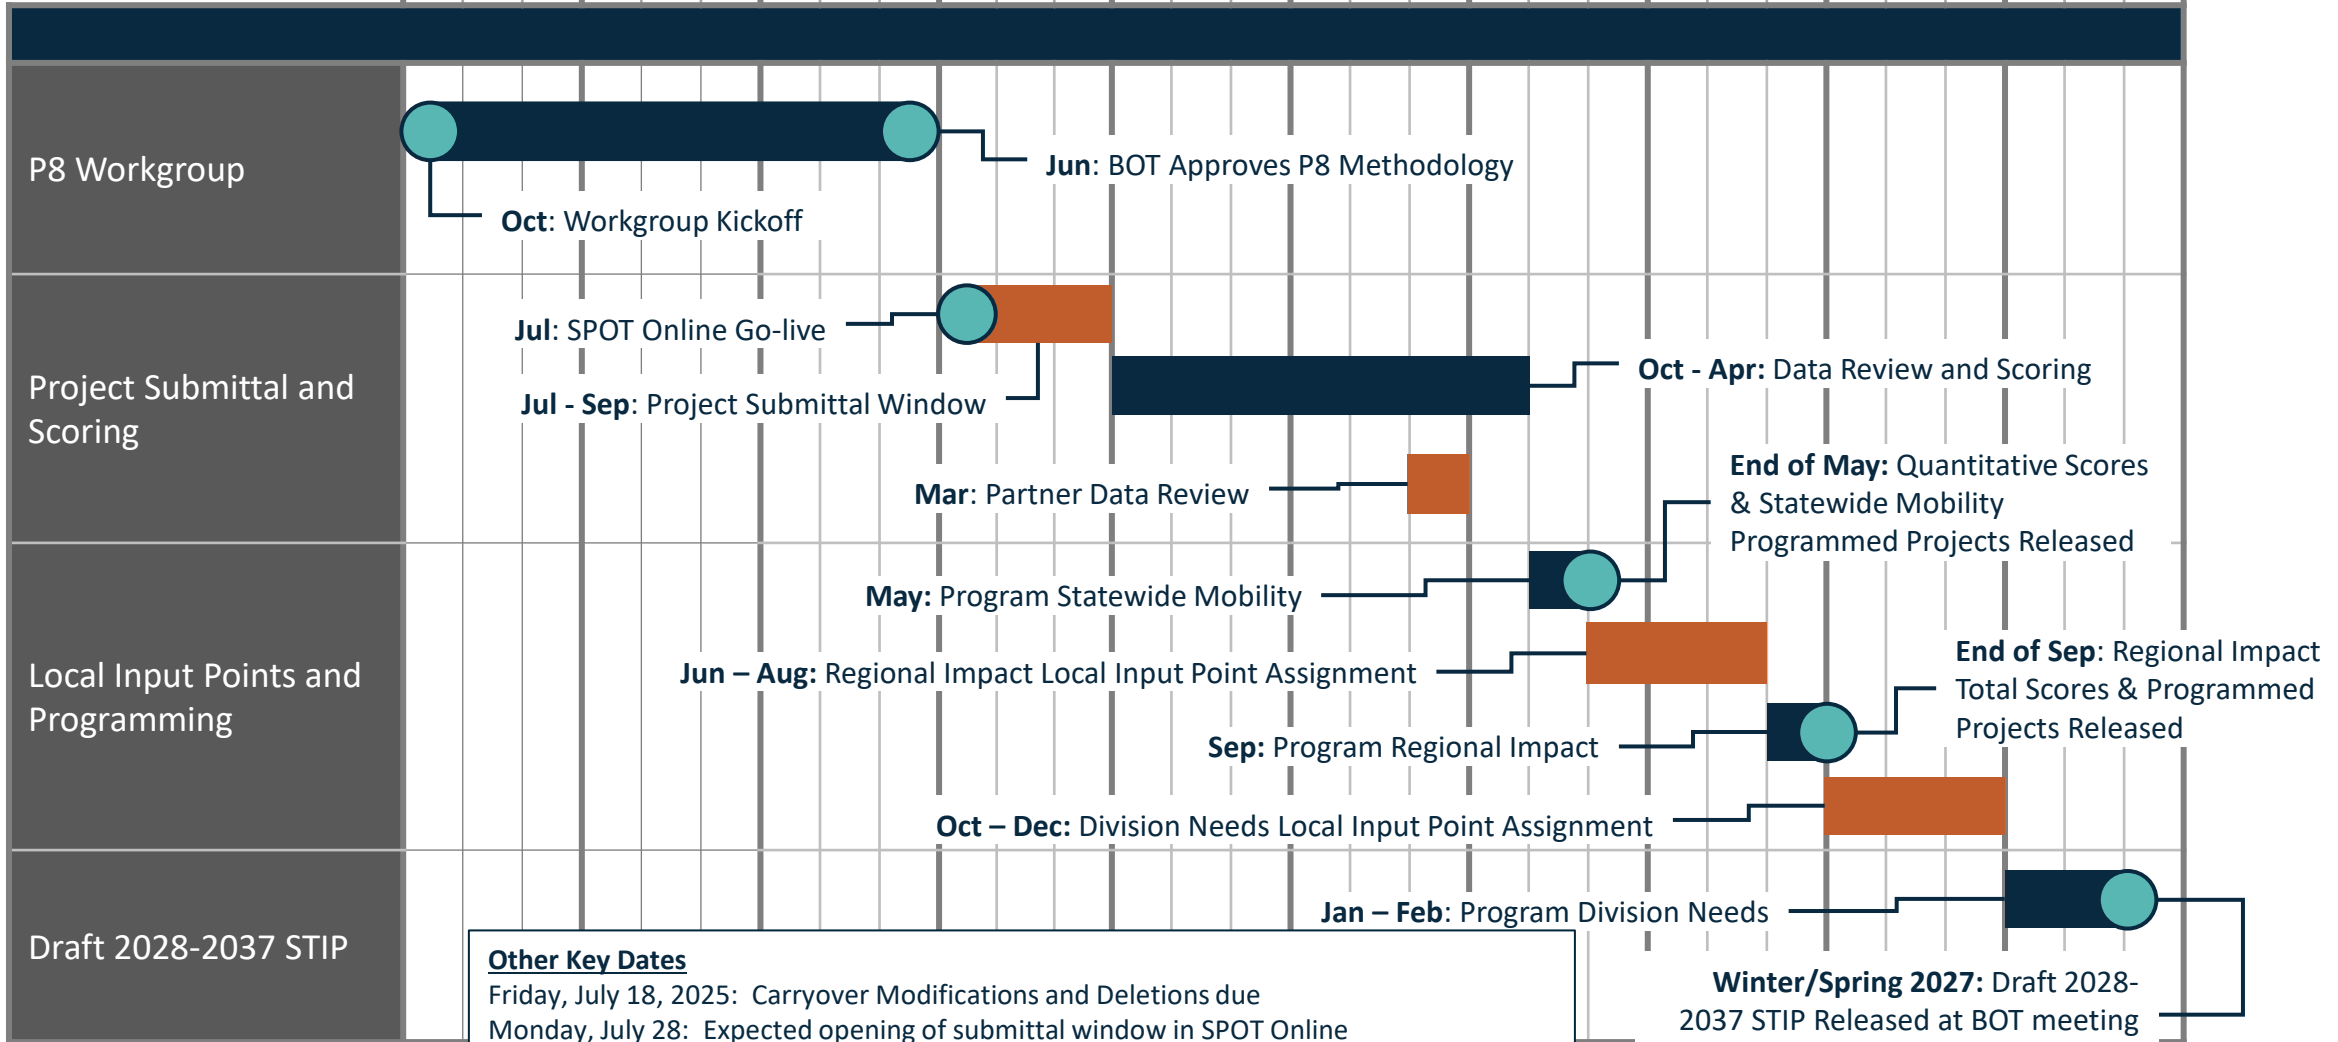 P8 Workgroup
Jun: BOT Approves P8 Methodology
Oct: Workgroup Kickoff
Project Submittal and
Scoring
Jul: SPOT Online Go-live
Jul - Sep: Project Submittal Window
Oct - Apr: Data Review and Scoring
Mar: Partner Data Review
End of May: Quantitative Scores
& Statewide Mobility
Programmed Projects Released
Local Input Points and
Programming
May: Program Statewide Mobility
Jun – Aug: Regional Impact Local Input Point Assignment
End of Sep: Regional Impact
Total Scores & Programmed
Projects Released
Sep: Program Regional Impact
Oct – Dec: Division Needs Local Input Point Assignment
Draft 2028-2037 STIP
Jan – Feb: Program Division Needs
Winter/Spring 2027: Draft 2028-
2037 STIP Released at BOT meeting
Other Key Dates
Friday, July 18, 2025: Carryover Modifications and Deletions due
Monday, July 28: Expected opening of submittal window in SPOT Online